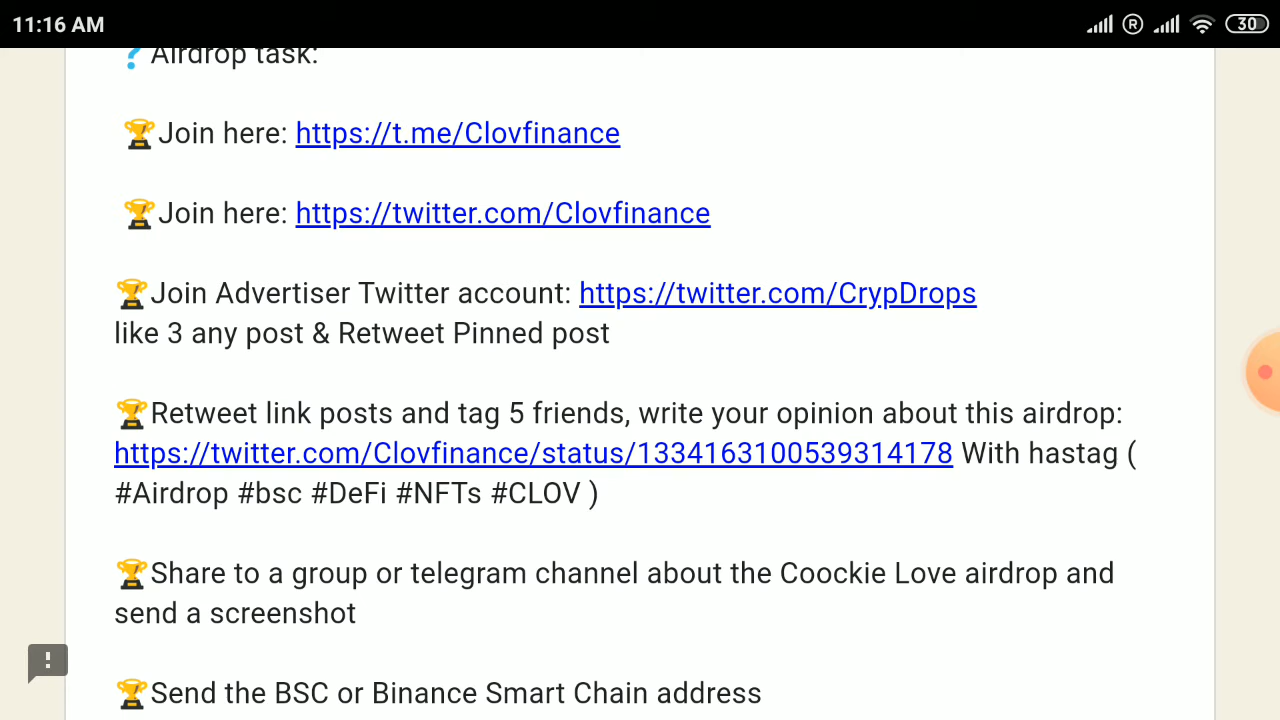 11:16 AM
R
30
❓Airdrop task:
🏆Join here: https://t.me/Clovfinance
🏆Join here: https://twitter.com/Clovfinance
🏆Join Advertiser Twitter account: https://twitter.com/CrypDrops
like 3 any post & Retweet Pinned post
🏆Retweet link posts and tag 5 friends, write your opinion about this airdrop:
https://twitter.com/Clovfinance/status/1334163100539314178 With hastag (
#Airdrop #bsc #DeFi #NFTs #CLOV )
🏆Share to a group or telegram channel about the Coockie Love airdrop and
send a screenshot
🏆Send the BSC or Binance Smart Chain address